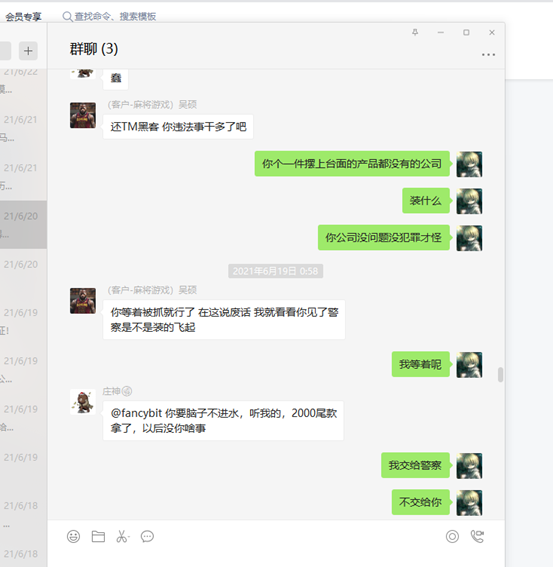 会员专享 查找命令、搜索模板
群聊 (3)
21/6/22
蠢
21/6/21
（客户-麻将游戏）吴硕
还TM黑客 你违法事干多了吧
你个一件摆上台面的产品都没有的公司
21/6/21
装什么
21/6/20
你公司没问题没犯罪才怪
2021年6月19日 0:58
21/6/20
（客户-麻将游戏）吴硕
你等着被抓就行了 在这说废话 我就看看你见了警
察是不是装的飞起
21/6/19
我等着呢
21/6/19
庄神
@fancybit 你要脑子不进水，听我的，2000尾款
拿了，以后没你啥事
21/6/19
21/6/19
我交给警察
不交给你
21/6/18
21/6/18